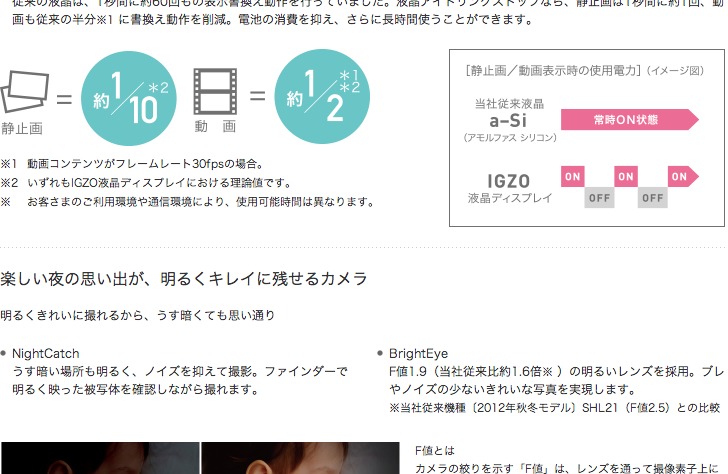 従来の液晶は、1秒間に約60回もの表示書換え動作を行っていました。液晶アイドリングストップなら、静止画は1秒間に約1回、動
画も従来の半分※1 に書換え動作を削減。電池の消費を抑え、さらに長時間使うことができます。
静止画
=
約1/10 ※2
動 画
=
約1/2 ※1 ※2
※1 動画コンテンツがフレームレート30fpsの場合。
※2 いずれもIGZO液晶ディスプレイにおける理論値です。
※ お客さまのご利用環境や通信環境により、使用可能時間は異なります。
[静止画/動画表示時の使用電力](イメージ図)
当社従来液晶
a-Si
(アモルファス シリコン)
常時ON状態
IGZO
液晶ディスプレイ
ON OFF ON OFF ON
楽しい夜の思い出が、明るくキレイに残せるカメラ
明るくきれいに撮れるから、うす暗くても思い通り
● NightCatch
うす暗い場所も明るく、ノイズを抑えて撮影。ファインダーで
明るく映った被写体を確認しながら撮れます。
● BrightEye
F値1.9(当社従来比約1.6倍※ )の明るいレンズを採用。ブレ
やノイズの少ないきれいな写真を実現します。
※当社従来機種〔2012年秋冬モデル〕SHL21(F値2.5)との比較
F値とは
カメラの絞りを示す「F値」は、レンズを通って撮像素子上に